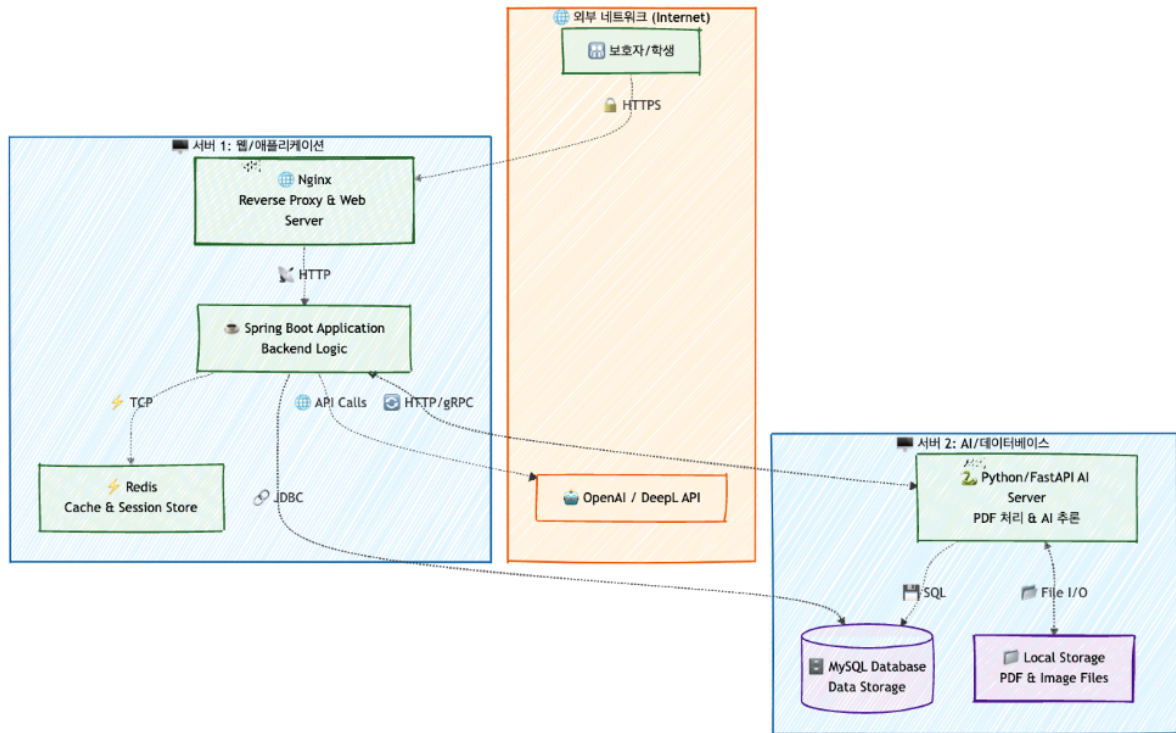 외부 네트워크 (Internet)
보호자/학생
HTTPS
서버 1: 웹/애플리케이션
Nginx
Reverse Proxy & Web
Server
HTTP
Spring Boot Application
Backend Logic
TCP
API Calls
HTTP/gRPC
Redis
Cache & Session Store
JDBC
OpenAI / DeepL API
서버 2: AI/데이터베이스
Python/FastAPI AI
Server
PDF 처리 & AI 추론
SQL
File I/O
MySQL Database
Data Storage
Local Storage
PDF & Image Files